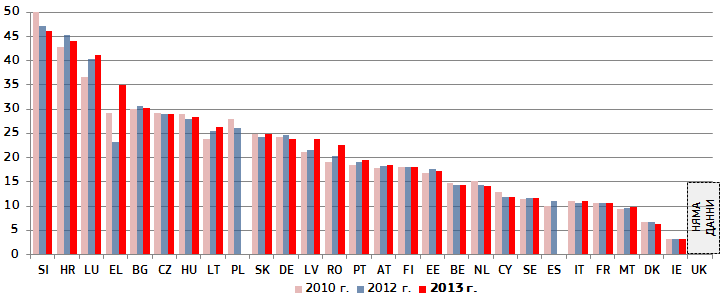 50
45
40
35
30
25
20
15
10
5
0
НЯМА
ДАННИ
SI HR LU EL BG CZ HU LT PL SK DE LV RO PT AT FI EE BE NL CY SE ES IT FR MT DK IE UK
2010 г. 2012 г. 2013 г.